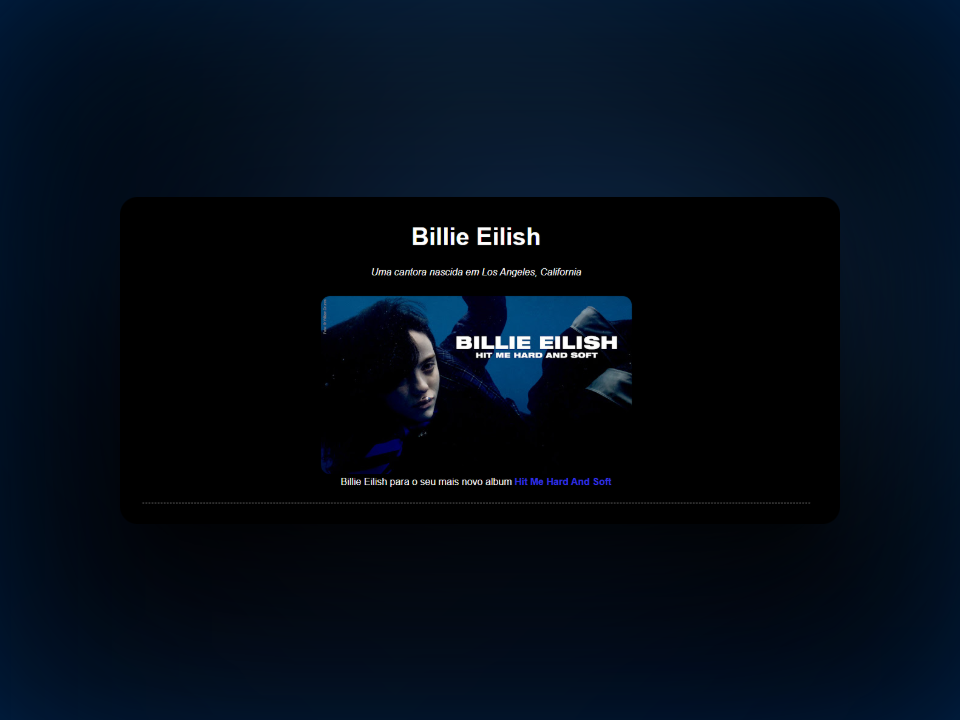 Billie Eilish
Uma cantora nascida em Los Angeles, California
BILLIE EILISH
HIT ME HARD AND SOFT
Billie Eilish para o seu mais novo album Hit Me Hard And Soft